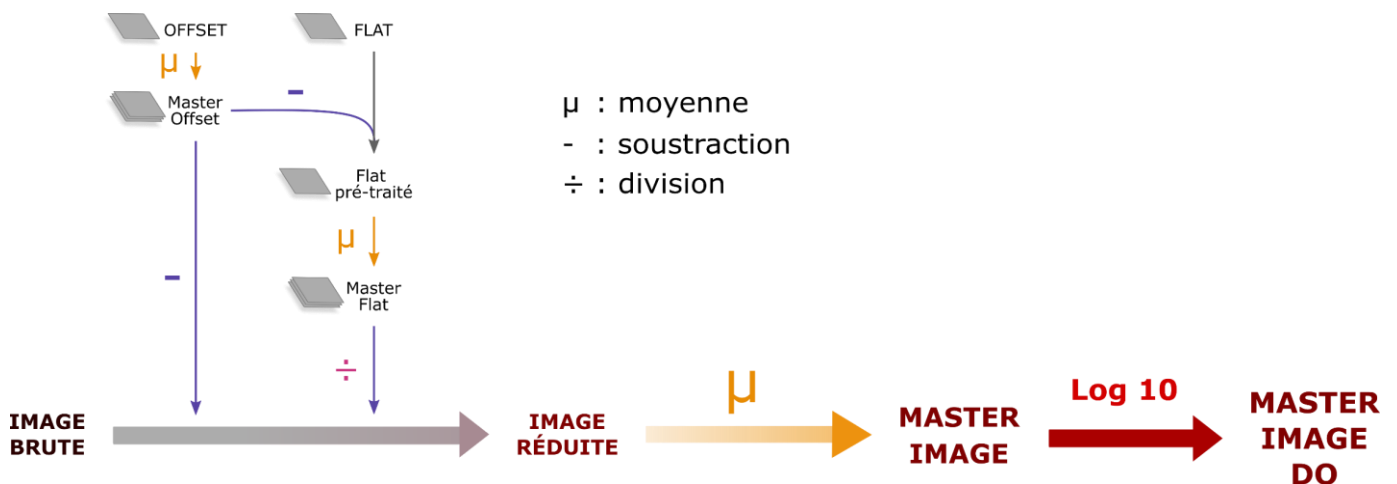 OFFSET
FLAT
µ
-
Master
Offset
µ : moyenne
- : soustraction
÷ : division
Flat
pré-traité
µ
-
Master
Flat
÷
µ
Log 10
IMAGE
BRUTE
IMAGE
RÉDUITE
MASTER
IMAGE
MASTER
IMAGE
DO